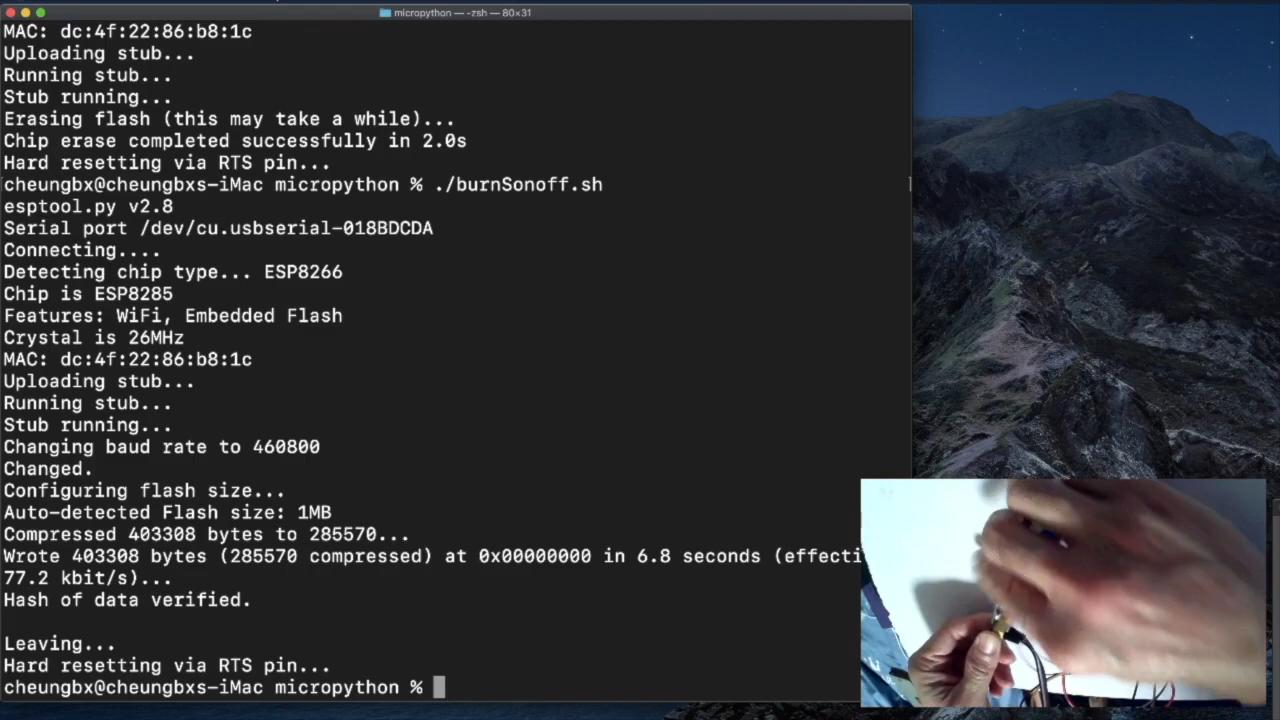 micropython — -zsh — 80×31
MAC: dc:4f:22:86:b8:1c
Uploading stub...
Running stub...
Stub running...
Erasing flash (this may take a while)...
Chip erase completed successfully in 2.0s
Hard resetting via RTS pin...
cheungbx@cheungbxs-iMac micropython % ./burnSonoff.sh
esptool.py v2.8
Serial port /dev/cu.usbserial-018BDCDA
Connecting....
Detecting chip type... ESP8266
Chip is ESP8285
Features: WiFi, Embedded Flash
Crystal is 26MHz
MAC: dc:4f:22:86:b8:1c
Uploading stub...
Running stub...
Stub running...
Changing baud rate to 460800
Changed.
Configuring flash size...
Auto-detected Flash size: 1MB
Compressed 403308 bytes to 285570...
Wrote 403308 bytes (285570 compressed) at 0x00000000 in 6.8 seconds (effecti
77.2 kbit/s)...
Hash of data verified.
Leaving...
Hard resetting via RTS pin...
cheungbx@cheungbxs-iMac micropython %